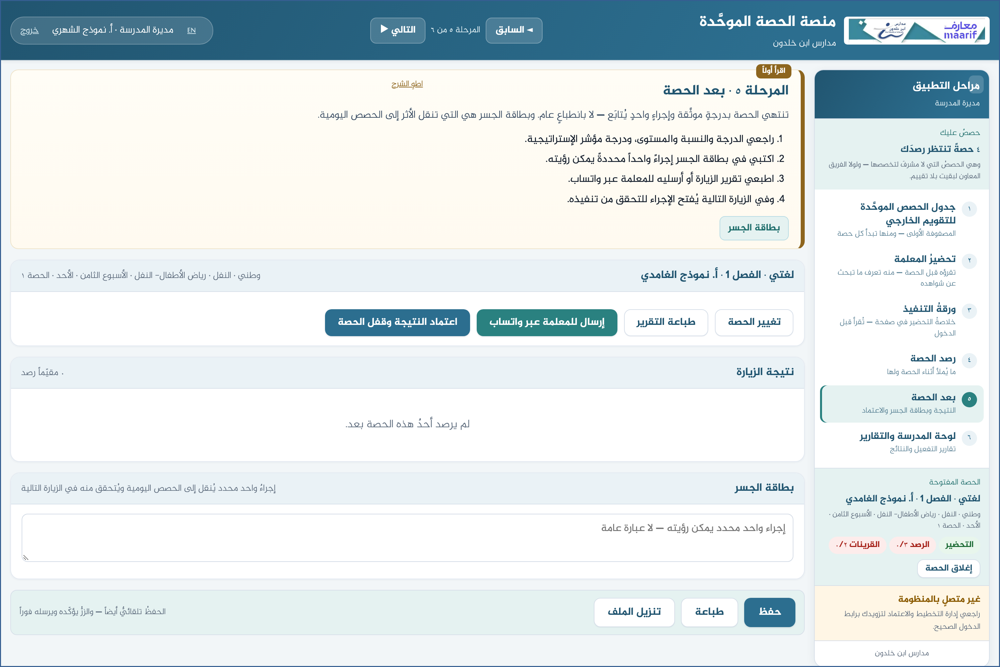 معارف
maarif
مدارس
ابن خلدون
منصة الحصة الموحَّدة
مدارس ابن خلدون
◄ السابق
المرحلة ٥ من ٦
التالي ▶
EN
مديرة المدرسة · أ. نموذج الشهري
خروج
مراحل التطبيق
مديرة المدرسة
حصصٌ عليك
٤ حصةً تنتظر رصدَك
وهي الحصصُ التي لا مشرفَ لتخصصها — ولولا الفريق
المعاون لبقيت بلا تقييم.
١
جدول الحصص الموحَّدة
للتقويم الخارجي
المصفوفة الأولى — ومنها تبدأ كل حصة
٢
تحضيرُ المعلمة
تقرؤه قبل الحصة — منه تعرف ما تبحث
عن شواهده
٣
ورقةُ التنفيذ
خلاصةُ التحضير في صفحة — تُقرأ قبل
الدخول
٤
رصد الحصة
ما يُملأ أثناء الحصة ولها
٥
بعد الحصة
النتيجة وبطاقة الجسر والاعتماد
٦
لوحة المدرسة والتقارير
تقارير التفعيل والنتائج
الحصة المفتوحة
لغتي · الفصل 1 · أ. نموذج الغامدي
وطني · النفل · رياض الأطفال- النفل · الأسبوع الثامن ·
الأحد · الحصة ١
التحضير
الرصد ٠/٣
القرينات ٠/٢
إغلاق الحصة
غير متصلٍ بالمنظومة
راجعي إدارة التخطيط والاعتماد لتزويدك برابط
الدخول الصحيح.
مدارس ابن خلدون
اقرأ أولاً
المرحلة ٥ · بعد الحصة
اطوِ الشرح
تنتهي الحصة بدرجةٍ موثَّقة وإجراءٍ واحدٍ يُتابَع — لا بانطباعٍ عام. وبطاقة الجسر هي التي تنقل الأثر إلى الحصص اليومية.
1. راجعي الدرجة والنسبة والمستوى، ودرجة مؤشر الإستراتيجية.
2. اكتبي في بطاقة الجسر إجراءً واحداً محددةً يمكن رؤيته.
3. اطبعي تقرير الزيارة أو أرسليه للمعلمة عبر واتساب.
4. وفي الزيارة التالية يُفتح الإجراء للتحقق من تنفيذه.
بطاقة الجسر
لغتي · الفصل 1 · أ. نموذج الغامدي
وطني · النفل · رياض الأطفال- النفل · الأسبوع الثامن · الأحد · الحصة ١
تغيير الحصة
طباعة التقرير
إرسال للمعلمة عبر واتساب
اعتماد النتيجة وقفل الحصة
نتيجة الزيارة
٠ مقيّماً رصد
لم يرصد أحدٌ هذه الحصة بعد.
بطاقة الجسر
إجراءٌ واحد محدد يُنقل إلى الحصص اليومية ويُتحقق منه في الزيارة التالية
إجراء واحد محدد يمكن رؤيته — لا عبارة عامة
حفظ
طباعة
تنزيل الملف
الحفظُ تلقائيٌّ أيضاً — والزرُّ يؤكّده ويرسله فوراً